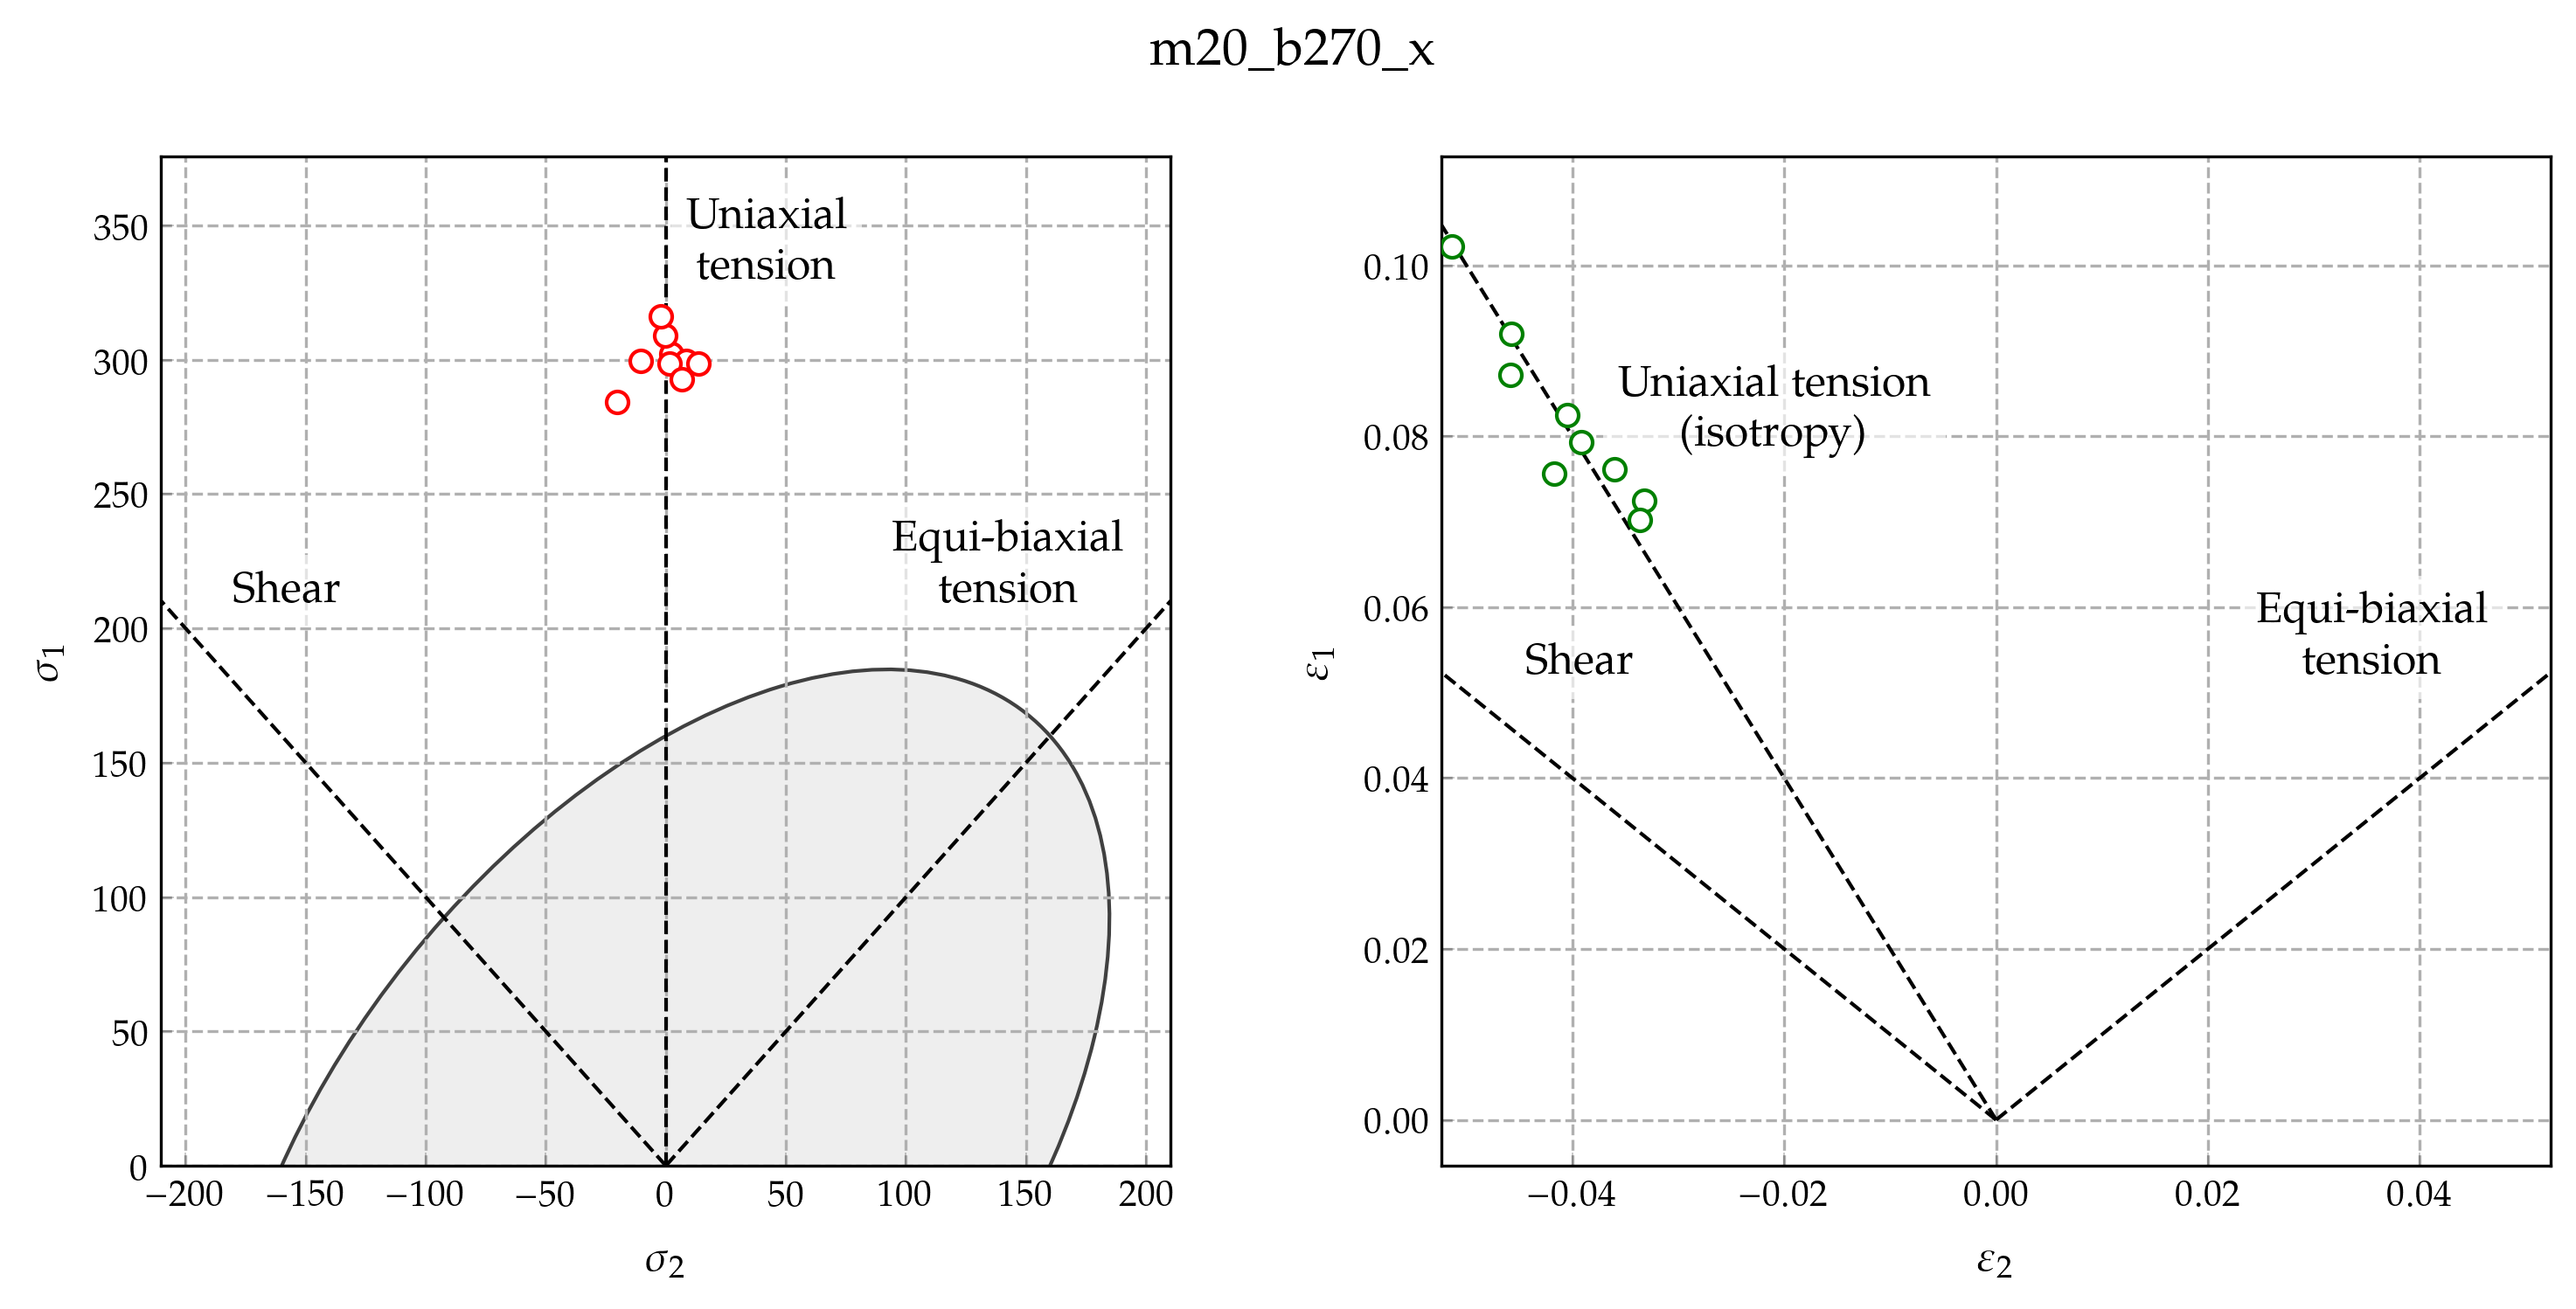 m20_b270_x
Uniaxial
tension
Equi-biaxial
tension
Shear
350
300
250
200
150
100
50
0
−200 −150 −100 −50 0 50 100 150 200
σ1
σ2
Uniaxial tension
(isotropy)
Equi-biaxial
tension
Shear
0.10
0.08
0.06
0.04
0.02
0.00
−0.04 −0.02 0.00 0.02 0.04
ε1
ε2